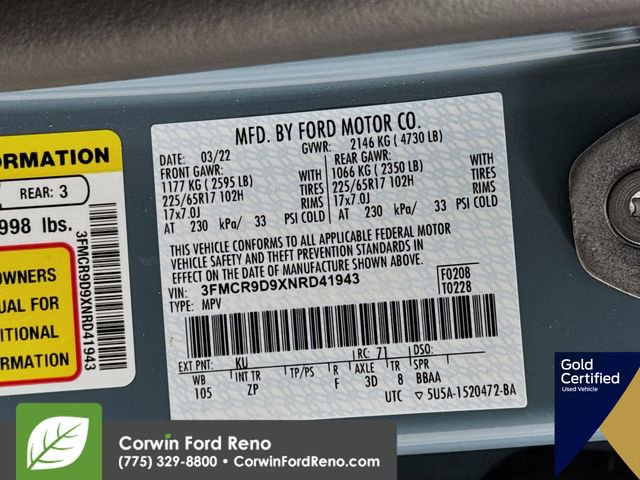 MFD. BY FORD MOTOR CO.
DATE: 03/22 GVWR: 2146 KG ( 4730 LB)
FRONT GAWR: REAR GAWR:
1177 KG ( 2595 LB) WITH 1066 KG ( 2350 LB) WITH
225/65R17 102H TIRES 225/65R17 102H TIRES
17x7.0J RIMS 17x7.0J RIMS
AT 230 kPa/ 33 PSI COLD AT 230 kPa/ 33 PSI COLD
THIS VEHICLE CONFORMS TO ALL APPLICABLE FEDERAL MOTOR
VEHICLE SAFETY AND THEFT PREVENTION STANDARDS IN
EFFECT ON THE DATE OF MANUFACTURE SHOWN ABOVE.
VIN: 3FMCR9D9XNRD41943 F0208
TYPE: MPV T0228
EXT PNT: KU RC: 71 DSO:
WB INT TR TP/PS R AXLE TR SPR
105 ZP F 3D 8 BBAA
UTC 5U5A-1520472-BA
FORMATION
REAR: 3
998 lbs.
OWNERS
UAL FOR
ITIONAL
ORMATION
3FMCR9D9XNRD41943
Gold
Certified
Used Vehicle
Corwin Ford Reno
(775) 329-8800 • CorwinFordReno.com